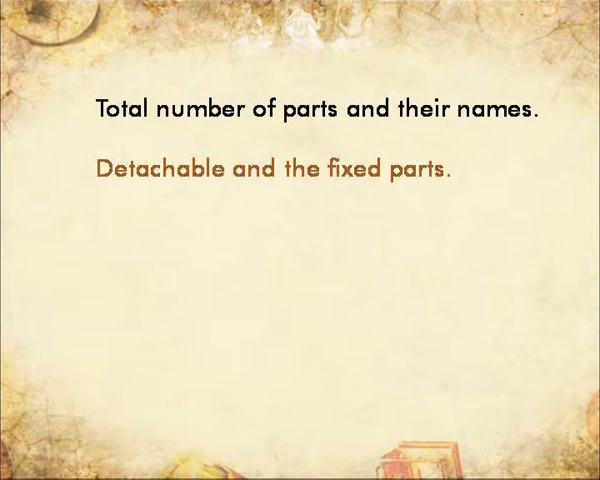 Total number of parts and their names.
Detachable and the fixed parts.